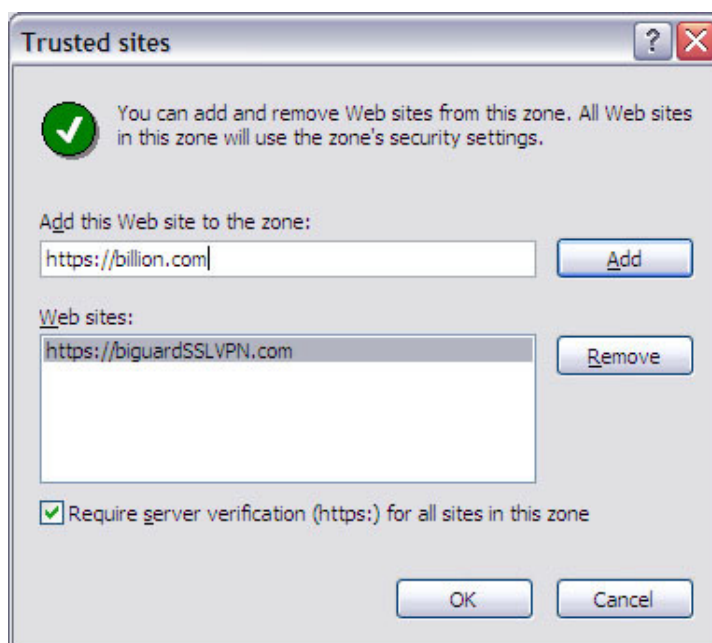 Trusted sites
?
You can add and remove Web sites from this zone. All Web sites
in this zone will use the zone's security settings.
Add this Web site to the zone:
https://billion.com
Add
Web sites:
https://biguardSSLVPN.com
Remove
Require server verification (https:) for all sites in this zone
OK
Cancel